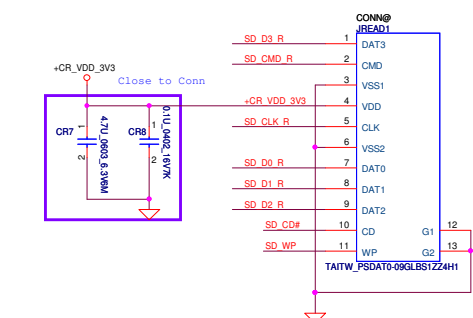 CONN@
JREAD1
SD_D3_R 1 DAT3
SD_CMD_R 2 CMD
3 VSS1
+CR_VDD_3V3
Close to Conn
+CR_VDD_3V3 4 VDD
SD_CLK_R 5 CLK
6 VSS2
CR7 1 2 4.7U_0603_6.3V6M
CR8 1 2 0.1U_0402_16V7K
SD_D0_R 7 DAT0
SD_D1_R 8 DAT1
SD_D2_R 9 DAT2
SD_CD# 10 CD G1 12
SD_WP 11 WP G2 13
TAITW_PSDAT0-09GLBS1ZZ4H1